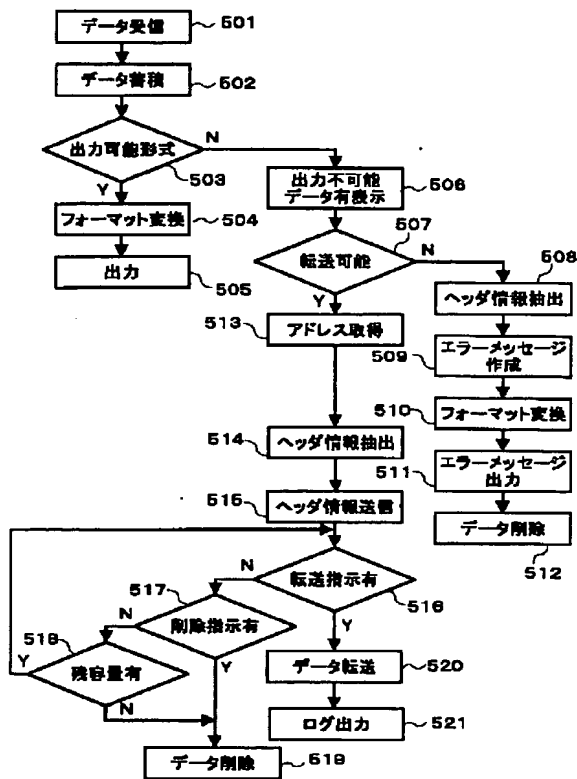 データ受信
501
データ蓄積
502
出力可能形式
503
N
Y
フォーマット変換
504
出力
505
出力不可能
データ有表示
506
転送可能
507
N
Y
ヘッダ情報抽出
508
エラーメッセージ
作成
509
フォーマット変換
510
エラーメッセージ
出力
511
データ削除
512
アドレス取得
513
ヘッダ情報抽出
514
ヘッダ情報送信
515
転送指示有
516
N
Y
削除指示有
517
N
Y
残容量有
518
Y
N
データ削除
519
データ転送
520
ログ出力
521